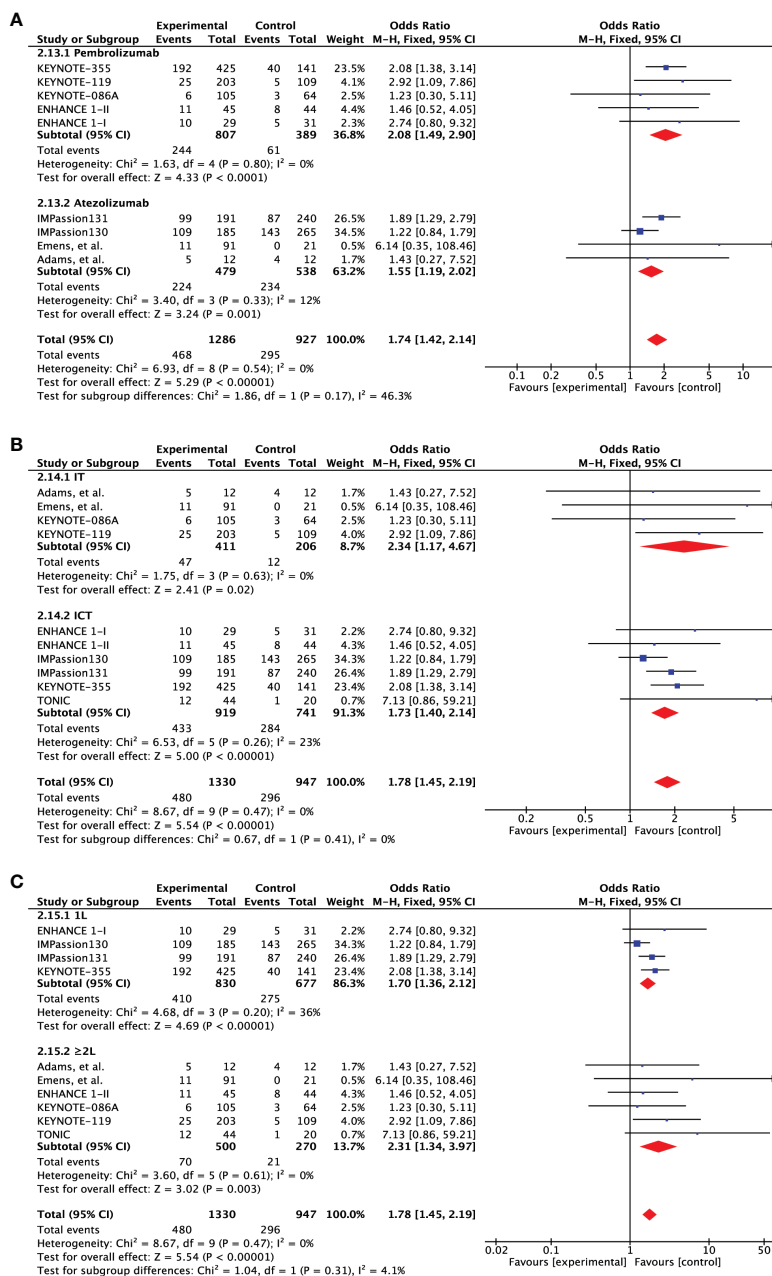 A
Experimental Control Odds Ratio Odds Ratio
Study or Subgroup Events Total Events Total Weight M-H, Fixed, 95% CI M-H, Fixed, 95% CI
2.13.1 Pembrolizumab
KEYNOTE-355 192 425 40 141 23.5% 2.08 [1.38, 3.14]
KEYNOTE-119 25 203 5 109 5.1% 2.92 [1.09, 7.86]
KEYNOTE-086A 6 105 3 64 2.5% 1.23 [0.30, 5.11]
ENHANCE 1-II 11 45 8 44 4.4% 1.46 [0.52, 4.05]
ENHANCE 1-I 10 29 5 31 2.2% 2.74 [0.80, 9.32]
Subtotal (95% CI) 807 389 36.8% 2.08 [1.49, 2.90]
Total events 244 61
Heterogeneity: Chi² = 1.63, df = 4 (P = 0.80); I² = 0%
Test for overall effect: Z = 4.33 (P < 0.0001)
2.13.2 Atezolizumab
IMPassion131 99 191 87 240 26.5% 1.89 [1.29, 2.79]
IMPassion130 109 185 143 265 34.5% 1.22 [0.84, 1.79]
Emens, et al. 11 91 0 21 0.5% 6.14 [0.35, 108.46]
Adams, et al. 5 12 4 12 1.7% 1.43 [0.27, 7.52]
Subtotal (95% CI) 479 538 63.2% 1.55 [1.19, 2.02]
Total events 224 234
Heterogeneity: Chi² = 3.40, df = 3 (P = 0.33); I² = 12%
Test for overall effect: Z = 3.24 (P = 0.001)
Total (95% CI) 1286 927 100.0% 1.74 [1.42, 2.14]
Total events 468 295
Heterogeneity: Chi² = 6.93, df = 8 (P = 0.54); I² = 0%
Test for overall effect: Z = 5.29 (P < 0.00001)
Test for subgroup differences: Chi² = 1.86, df = 1 (P = 0.17), I² = 46.3%
0.1 0.2 0.5 1 2 5 10
Favours [experimental] Favours [control]
B
Experimental Control Odds Ratio Odds Ratio
Study or Subgroup Events Total Events Total Weight M-H, Fixed, 95% CI M-H, Fixed, 95% CI
2.14.1 IT
Adams, et al. 5 12 4 12 1.7% 1.43 [0.27, 7.52]
Emens, et al. 11 91 0 21 0.5% 6.14 [0.35, 108.46]
KEYNOTE-086A 6 105 3 64 2.5% 1.23 [0.30, 5.11]
KEYNOTE-119 25 203 5 109 4.0% 2.92 [1.09, 7.86]
Subtotal (95% CI) 411 206 8.7% 2.34 [1.17, 4.67]
Total events 47 12
Heterogeneity: Chi² = 1.75, df = 3 (P = 0.63); I² = 0%
Test for overall effect: Z = 2.41 (P = 0.02)
2.14.2 ICT
ENHANCE 1-I 10 29 5 31 2.2% 2.74 [0.80, 9.32]
ENHANCE 1-II 11 45 8 44 4.3% 1.46 [0.52, 4.05]
IMPassion130 109 185 143 265 34.3% 1.22 [0.84, 1.79]
IMPassion131 99 191 87 240 26.4% 1.89 [1.29, 2.79]
KEYNOTE-355 192 425 40 141 23.4% 2.08 [1.38, 3.14]
TONIC 12 44 1 20 0.7% 7.13 [0.86, 59.21]
Subtotal (95% CI) 919 741 91.3% 1.73 [1.40, 2.14]
Total events 433 284
Heterogeneity: Chi² = 6.53, df = 5 (P = 0.26); I² = 23%
Test for overall effect: Z = 5.00 (P < 0.00001)
Total (95% CI) 1330 947 100.0% 1.78 [1.45, 2.19]
Total events 480 296
Heterogeneity: Chi² = 8.67, df = 9 (P = 0.47); I² = 0%
Test for overall effect: Z = 5.54 (P < 0.00001)
Test for subgroup differences: Chi² = 0.67, df = 1 (P = 0.41), I² = 0%
0.2 0.5 1 2 5
Favours [experimental] Favours [control]
C
Experimental Control Odds Ratio Odds Ratio
Study or Subgroup Events Total Events Total Weight M-H, Fixed, 95% CI M-H, Fixed, 95% CI
2.15.1 1L
ENHANCE 1-I 10 29 5 31 2.2% 2.74 [0.80, 9.32]
IMPassion130 109 185 143 265 34.3% 1.22 [0.84, 1.79]
IMPassion131 99 191 87 240 26.4% 1.89 [1.29, 2.79]
KEYNOTE-355 192 425 40 141 23.4% 2.08 [1.38, 3.14]
Subtotal (95% CI) 830 677 86.3% 1.70 [1.36, 2.12]
Total events 410 275
Heterogeneity: Chi² = 4.68, df = 3 (P = 0.20); I² = 36%
Test for overall effect: Z = 4.69 (P < 0.00001)
2.15.2 ≥2L
Adams, et al. 5 12 4 12 1.7% 1.43 [0.27, 7.52]
Emens, et al. 11 91 0 21 0.5% 6.14 [0.35, 108.46]
ENHANCE 1-II 11 45 8 44 4.3% 1.46 [0.52, 4.05]
KEYNOTE-086A 6 105 3 64 2.5% 1.23 [0.30, 5.11]
KEYNOTE-119 25 203 5 109 4.0% 2.92 [1.09, 7.86]
TONIC 12 44 1 20 0.7% 7.13 [0.86, 59.21]
Subtotal (95% CI) 500 270 13.7% 2.31 [1.34, 3.97]
Total events 70 21
Heterogeneity: Chi² = 3.60, df = 5 (P = 0.61); I² = 0%
Test for overall effect: Z = 3.02 (P = 0.003)
Total (95% CI) 1330 947 100.0% 1.78 [1.45, 2.19]
Total events 480 296
Heterogeneity: Chi² = 8.67, df = 9 (P = 0.47); I² = 0%
Test for overall effect: Z = 5.54 (P < 0.00001)
Test for subgroup differences: Chi² = 1.04, df = 1 (P = 0.31), I² = 4.1%
0.02 0.1 1 10 50
Favours [experimental] Favours [control]